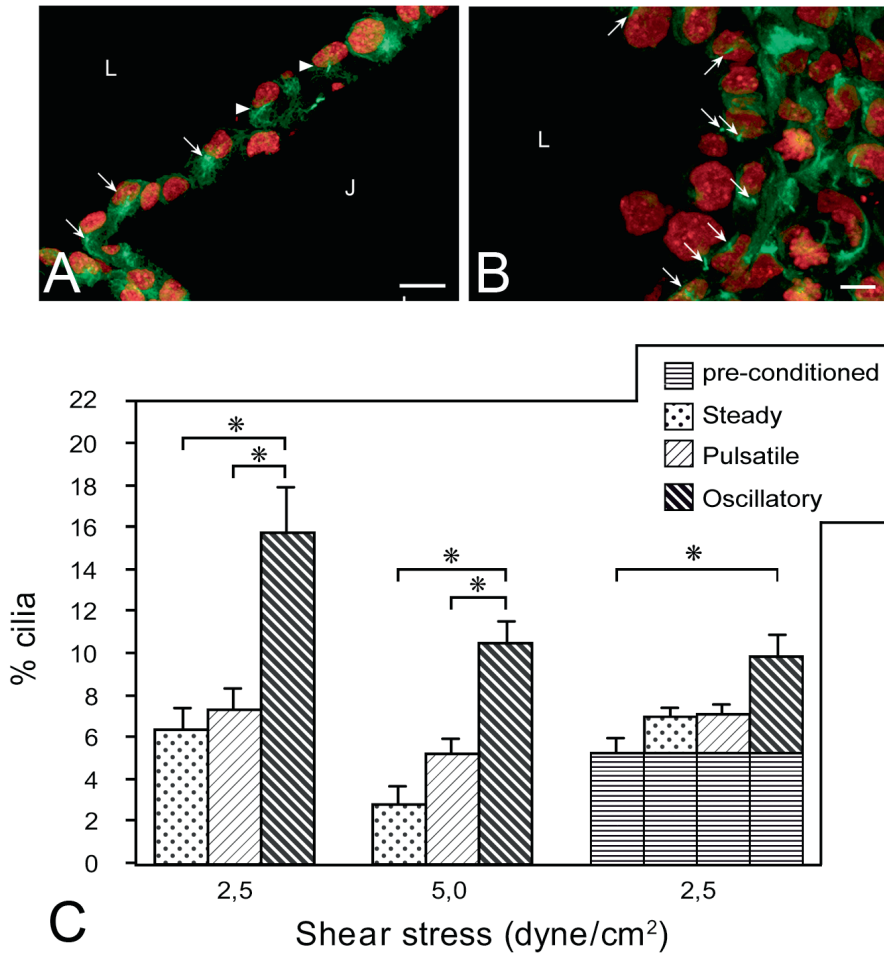 L
J
A
L
B
pre-conditioned
Steady
Pulsatile
Oscillatory
22
20
18
16
14
12
10
8
6
4
2
0
% cilia
* * * * *
2,5 5,0 2,5
Shear stress (dyne/cm²)
C